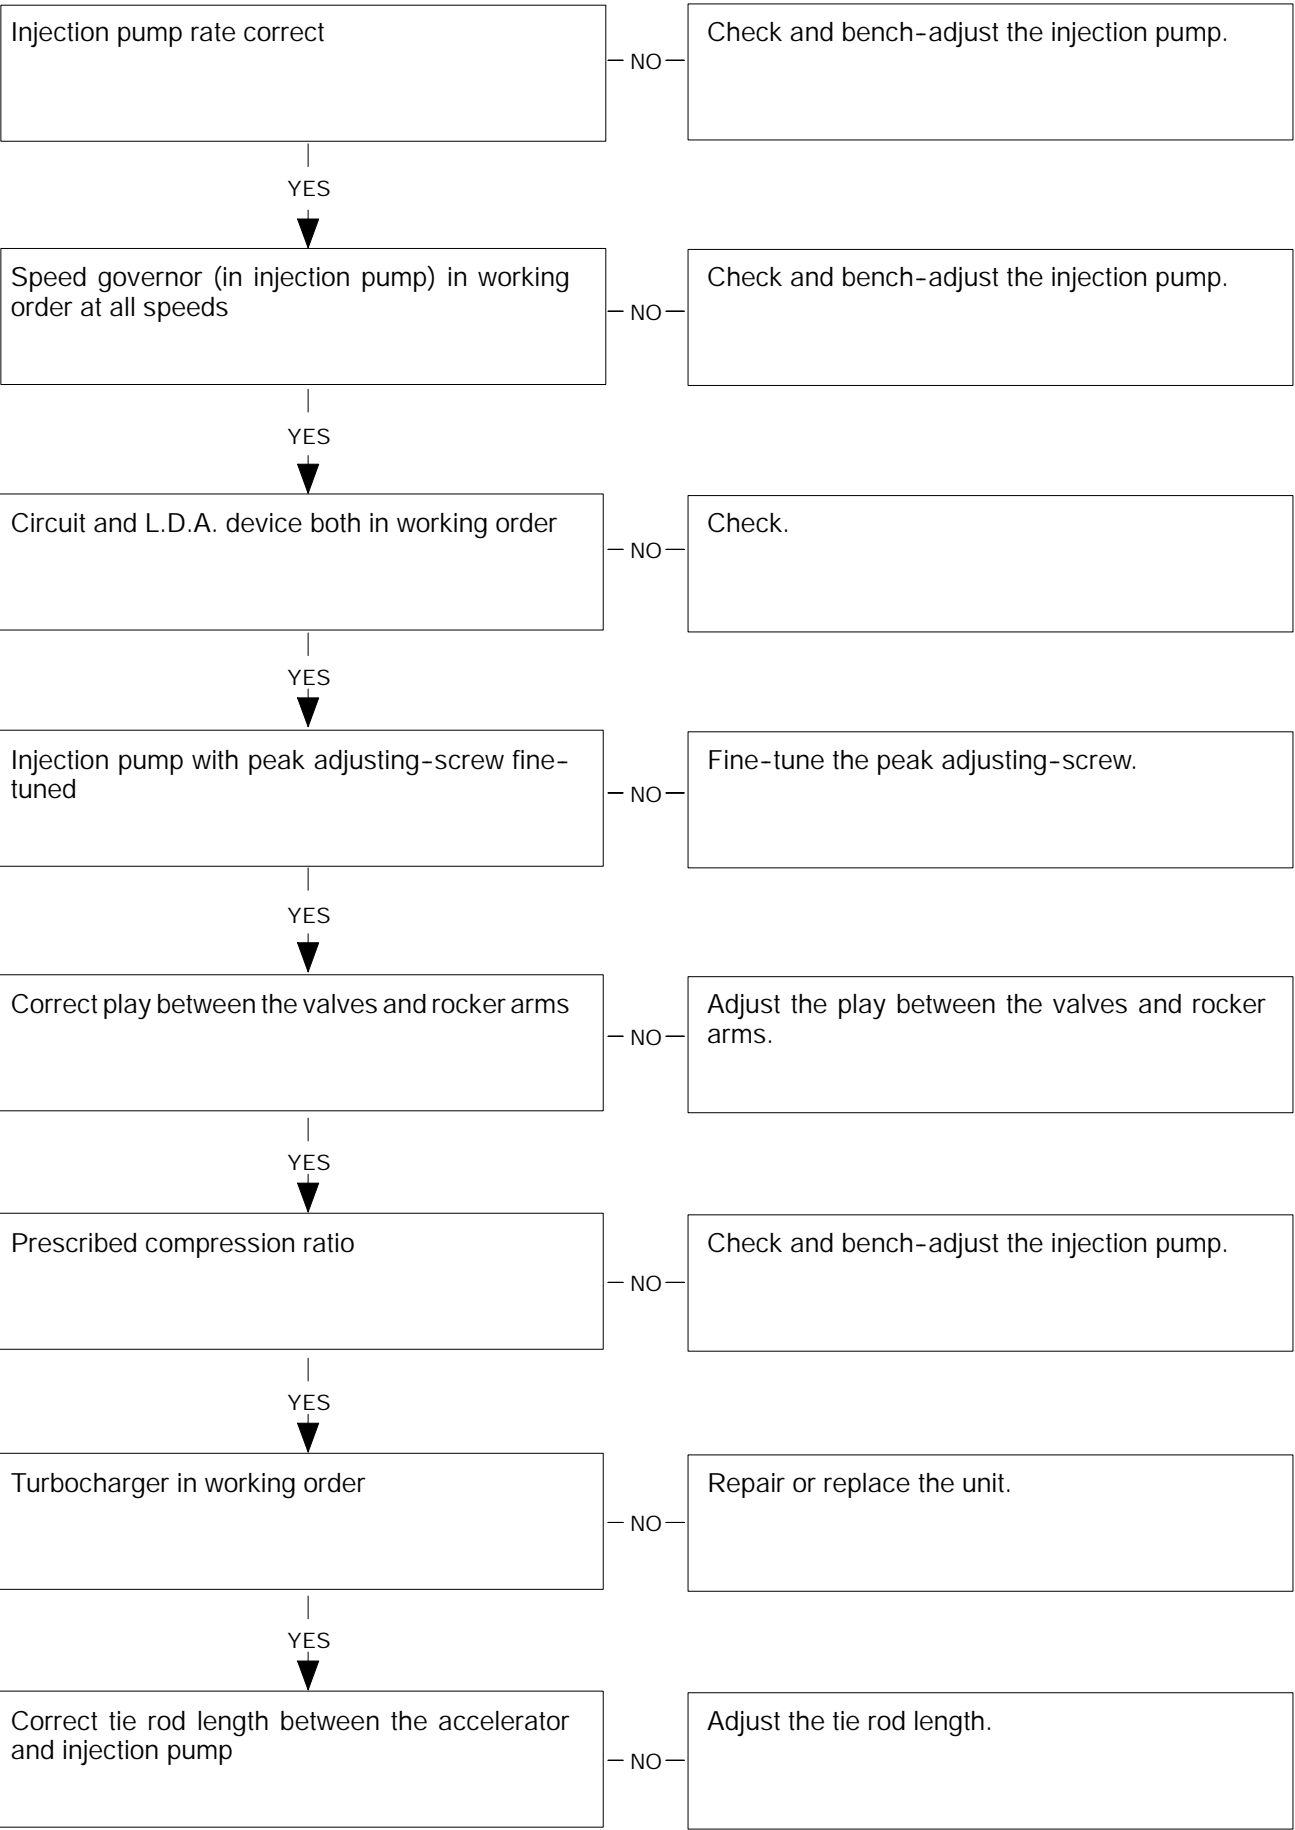 Injection pump rate correct
NO
Check and bench-adjust the injection pump.
YES
Speed governor (in injection pump) in working
order at all speeds
NO
Check and bench-adjust the injection pump.
YES
Circuit and L.D.A. device both in working order
NO
Check.
YES
Injection pump with peak adjusting-screw fine-
tuned
NO
Fine-tune the peak adjusting-screw.
YES
Correct play between the valves and rocker arms
NO
Adjust the play between the valves and rocker
arms.
YES
Prescribed compression ratio
NO
Check and bench-adjust the injection pump.
YES
Turbocharger in working order
NO
Repair or replace the unit.
YES
Correct tie rod length between the accelerator
and injection pump
NO
Adjust the tie rod length.